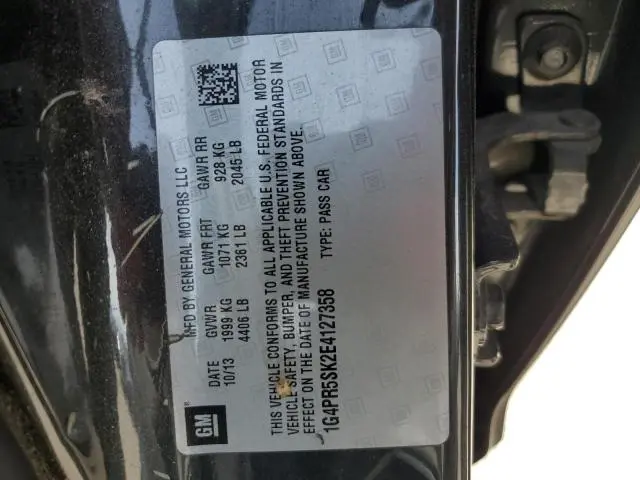 MFD BY GENERAL MOTORS LLC
DATE GVWR GAWR FRT GAWR RR
10/13 1999 KG 1071 KG 928 KG
4406 LB 2361 LB 2045 LB
THIS VEHICLE CONFORMS TO ALL APPLICABLE U.S. FEDERAL MOTOR
VEHICLE SAFETY, BUMPER, AND THEFT PREVENTION STANDARDS IN
EFFECT ON THE DATE OF MANUFACTURE SHOWN ABOVE.
TYPE: PASS CAR
1G4PR5SK2E4127358
GM